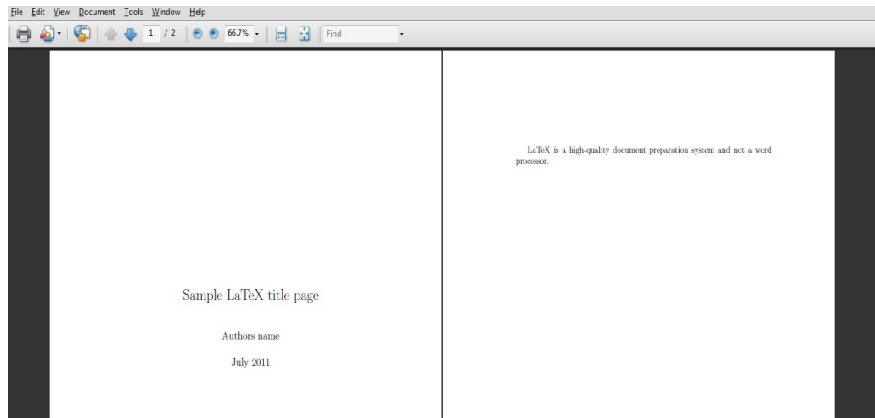 File Edit View Document Tools Window Help
1 / 2 66.7% Find
Sample LaTeX title page
Authors name
July 2011
LaTeX is a high-quality document preparation system and not a word
processor.